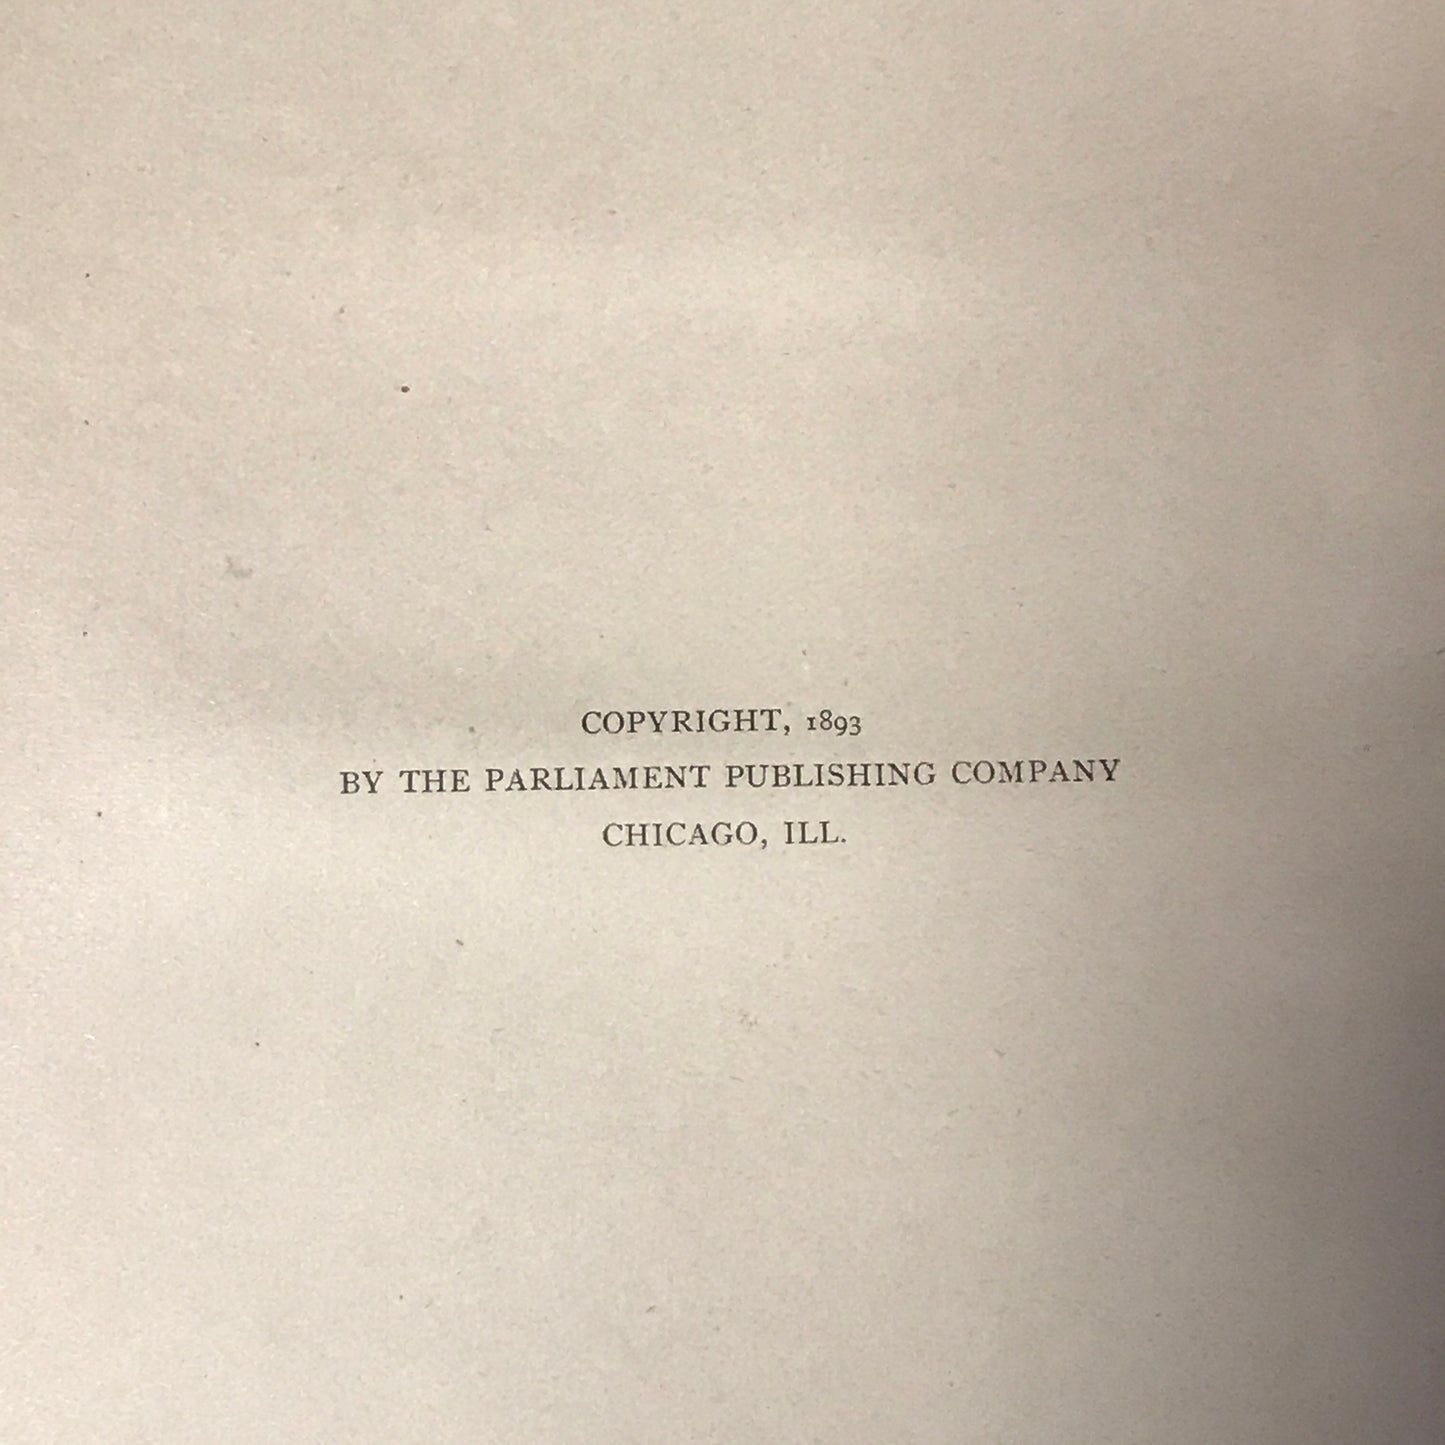 COPYRIGHT, 1893
BY THE PARLIAMENT PUBLISHING COMPANY
CHICAGO, ILL.